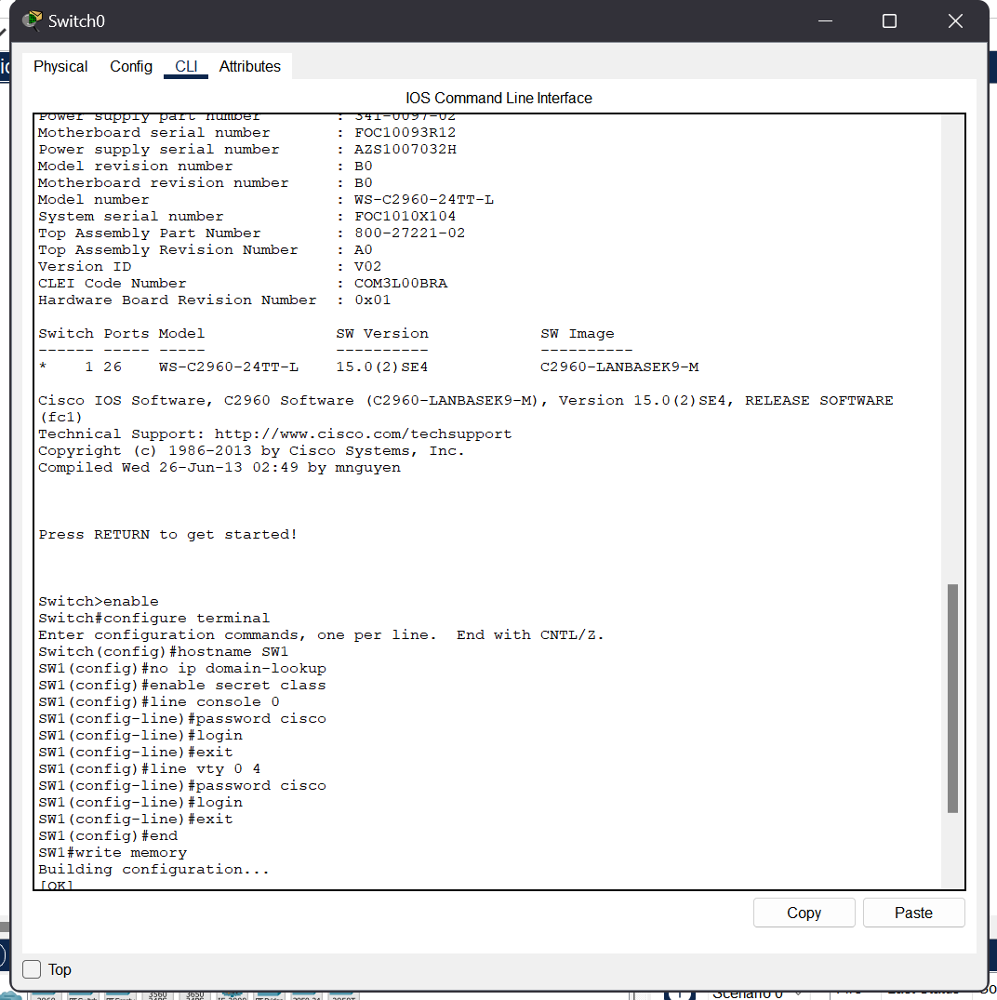 Switch0
Physical Config CLI Attributes
IOS Command Line Interface
Power supply part number : 341-0097-02
Motherboard serial number : FOC10093R12
Power supply serial number : AZS1007032H
Model revision number : B0
Motherboard revision number : B0
Model number : WS-C2960-24TT-L
System serial number : FOC1010X104
Top Assembly Part Number : 800-27221-02
Top Assembly Revision Number : A0
Version ID : V02
CLEI Code Number : COM3L00BRA
Hardware Board Revision Number : 0x01
Switch Ports Model SW Version SW Image
------ ----- ----- ---------- ----------
* 1 26 WS-C2960-24TT-L 15.0(2)SE4 C2960-LANBASEK9-M
Cisco IOS Software, C2960 Software (C2960-LANBASEK9-M), Version 15.0(2)SE4, RELEASE SOFTWARE
(fc1)
Technical Support: http://www.cisco.com/techsupport
Copyright (c) 1986-2013 by Cisco Systems, Inc.
Compiled Wed 26-Jun-13 02:49 by mnguyen
Press RETURN to get started!
Switch>enable
Switch#configure terminal
Enter configuration commands, one per line. End with CNTL/Z.
Switch(config)#hostname SW1
SW1(config)#no ip domain-lookup
SW1(config)#enable secret class
SW1(config)#line console 0
SW1(config-line)#password cisco
SW1(config-line)#login
SW1(config-line)#exit
SW1(config)#line vty 0 4
SW1(config-line)#password cisco
SW1(config-line)#login
SW1(config-line)#exit
SW1(config)#end
SW1#write memory
Building configuration...
[OK]
Copy Paste
Top
3560 3650
Scenario 0